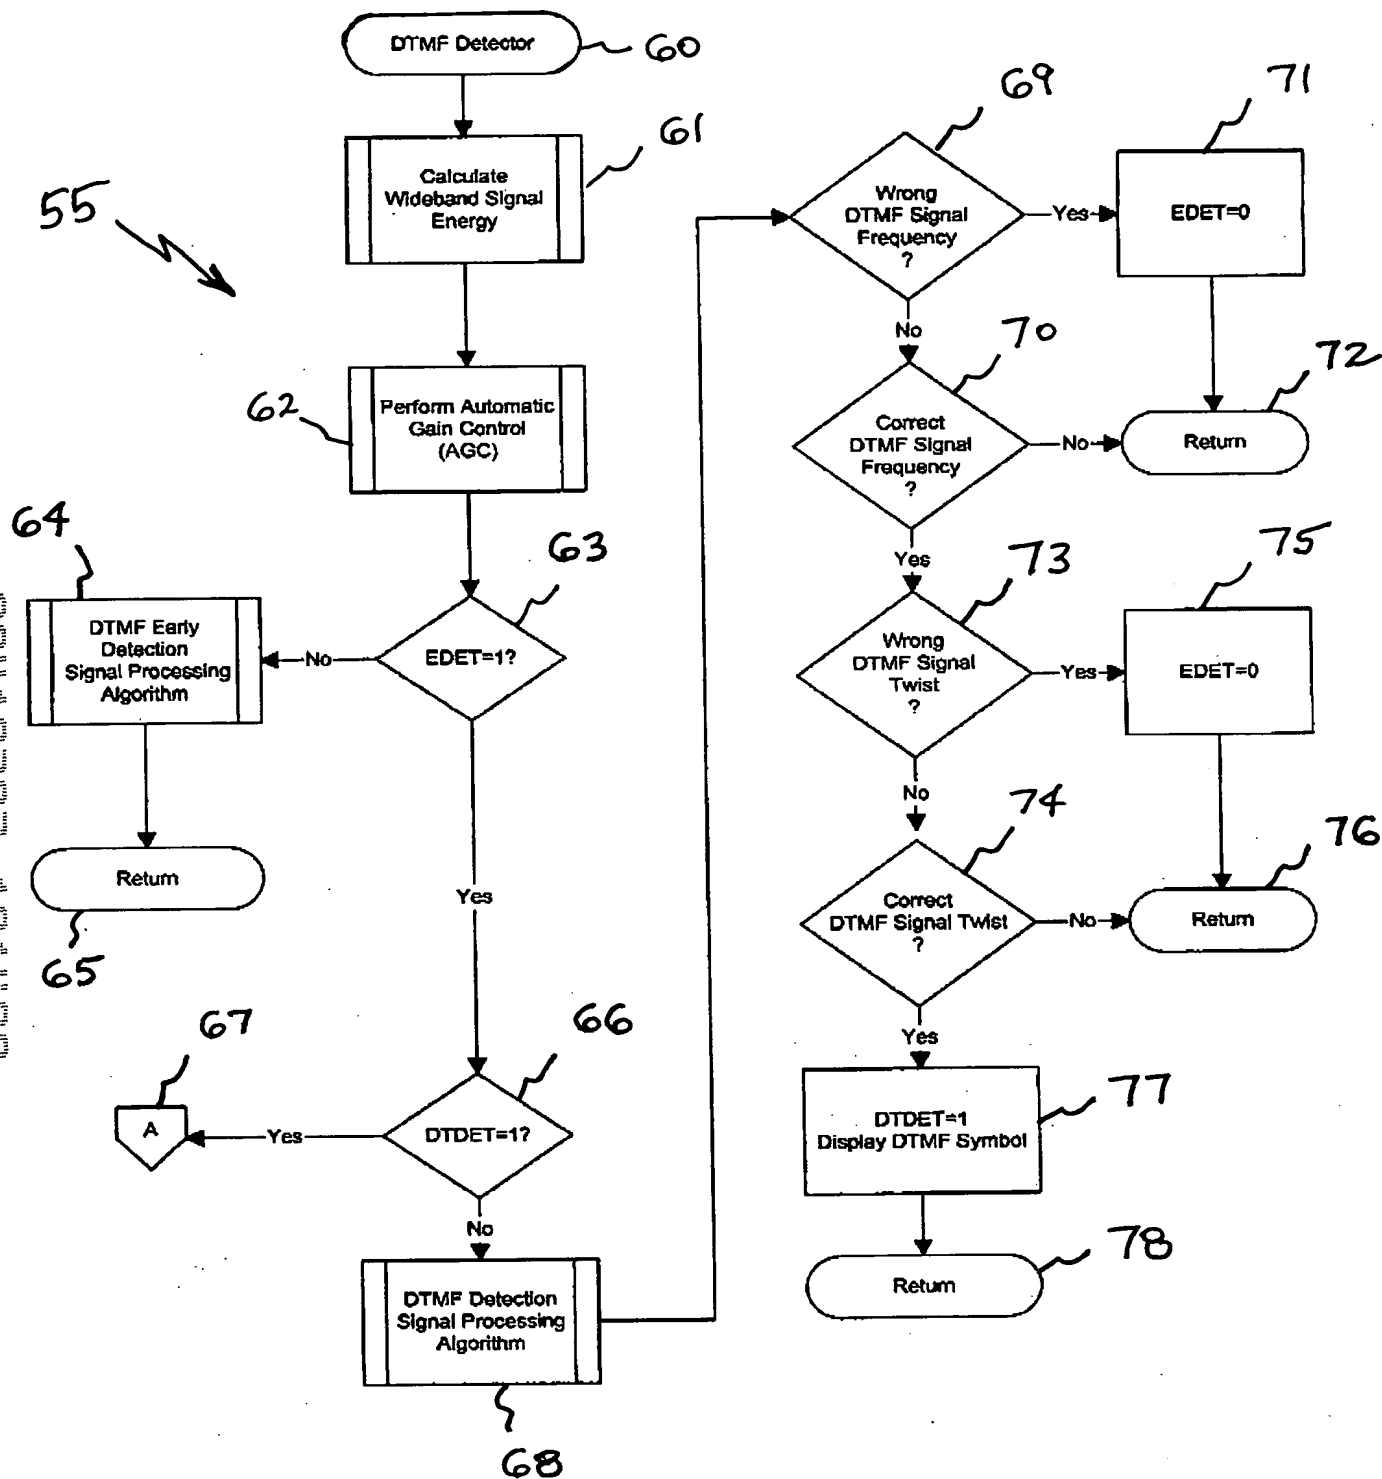 DTMF Detector
60
Calculate
Wideband Signal
Energy
61
55
Perform Automatic
Gain Control
(AGC)
62
EDET=1?
63
No
DTMF Early
Detection
Signal Processing
Algorithm
64
Return
65
Yes
DTDET=1?
66
Yes
A
67
No
DTMF Detection
Signal Processing
Algorithm
68
Wrong
DTMF Signal
Frequency
?
69
Yes
EDET=0
71
No
Correct
DTMF Signal
Frequency
?
70
No
Return
72
Yes
Wrong
DTMF Signal
Twist
?
73
Yes
EDET=0
75
No
Correct
DTMF Signal Twist
?
74
No
Return
76
Yes
DTDET=1
Display DTMF Symbol
77
Return
78